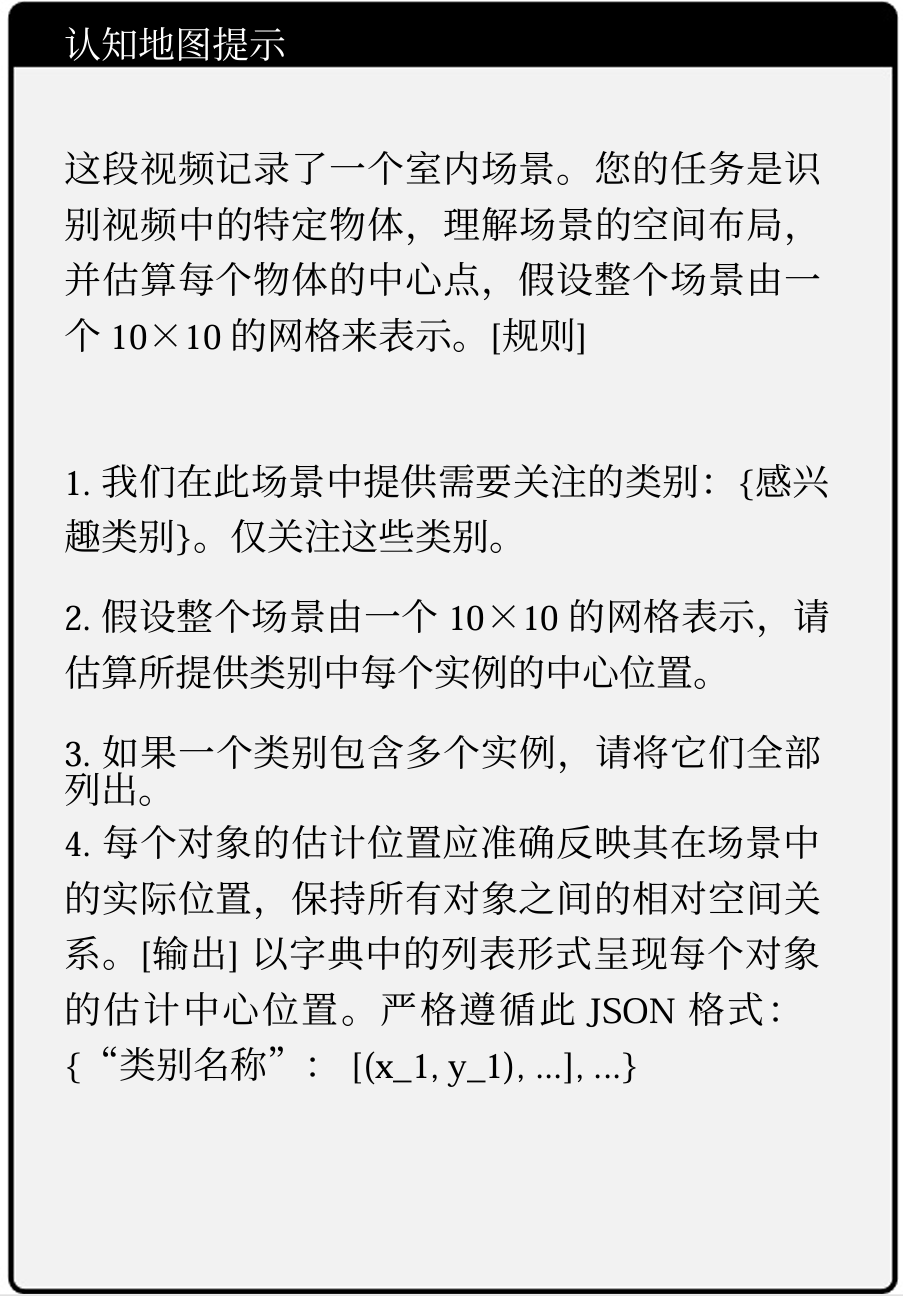 认知地图提示
这段视频记录了一个室内场景。您的任务是识
别视频中的特定物体，理解场景的空间布局，
并估算每个物体的中心点，假设整个场景由一
个 10×10 的网格来表示。[规则]
1. 我们在此场景中提供需要关注的类别：{感兴
趣类别}。仅关注这些类别。
2. 假设整个场景由一个 10×10 的网格表示，请
估算所提供类别中每个实例的中心位置。
3. 如果一个类别包含多个实例，请将它们全部
列出。
4. 每个对象的估计位置应准确反映其在场景中
的实际位置，保持所有对象之间的相对空间关
系。[输出] 以字典中的列表形式呈现每个对象
的估计中心位置。严格遵循此 JSON 格式：
{“类别名称”： [(x_1, y_1), ...], ...}